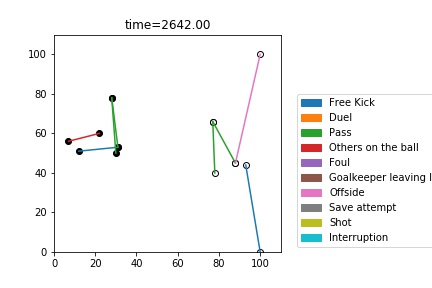 time=2642.00
100
80
60
40
20
0
0
20
40
60
80
100
Free Kick
Duel
Pass
Others on the ball
Foul
Goalkeeper leaving l
Offside
Save attempt
Shot
Interruption